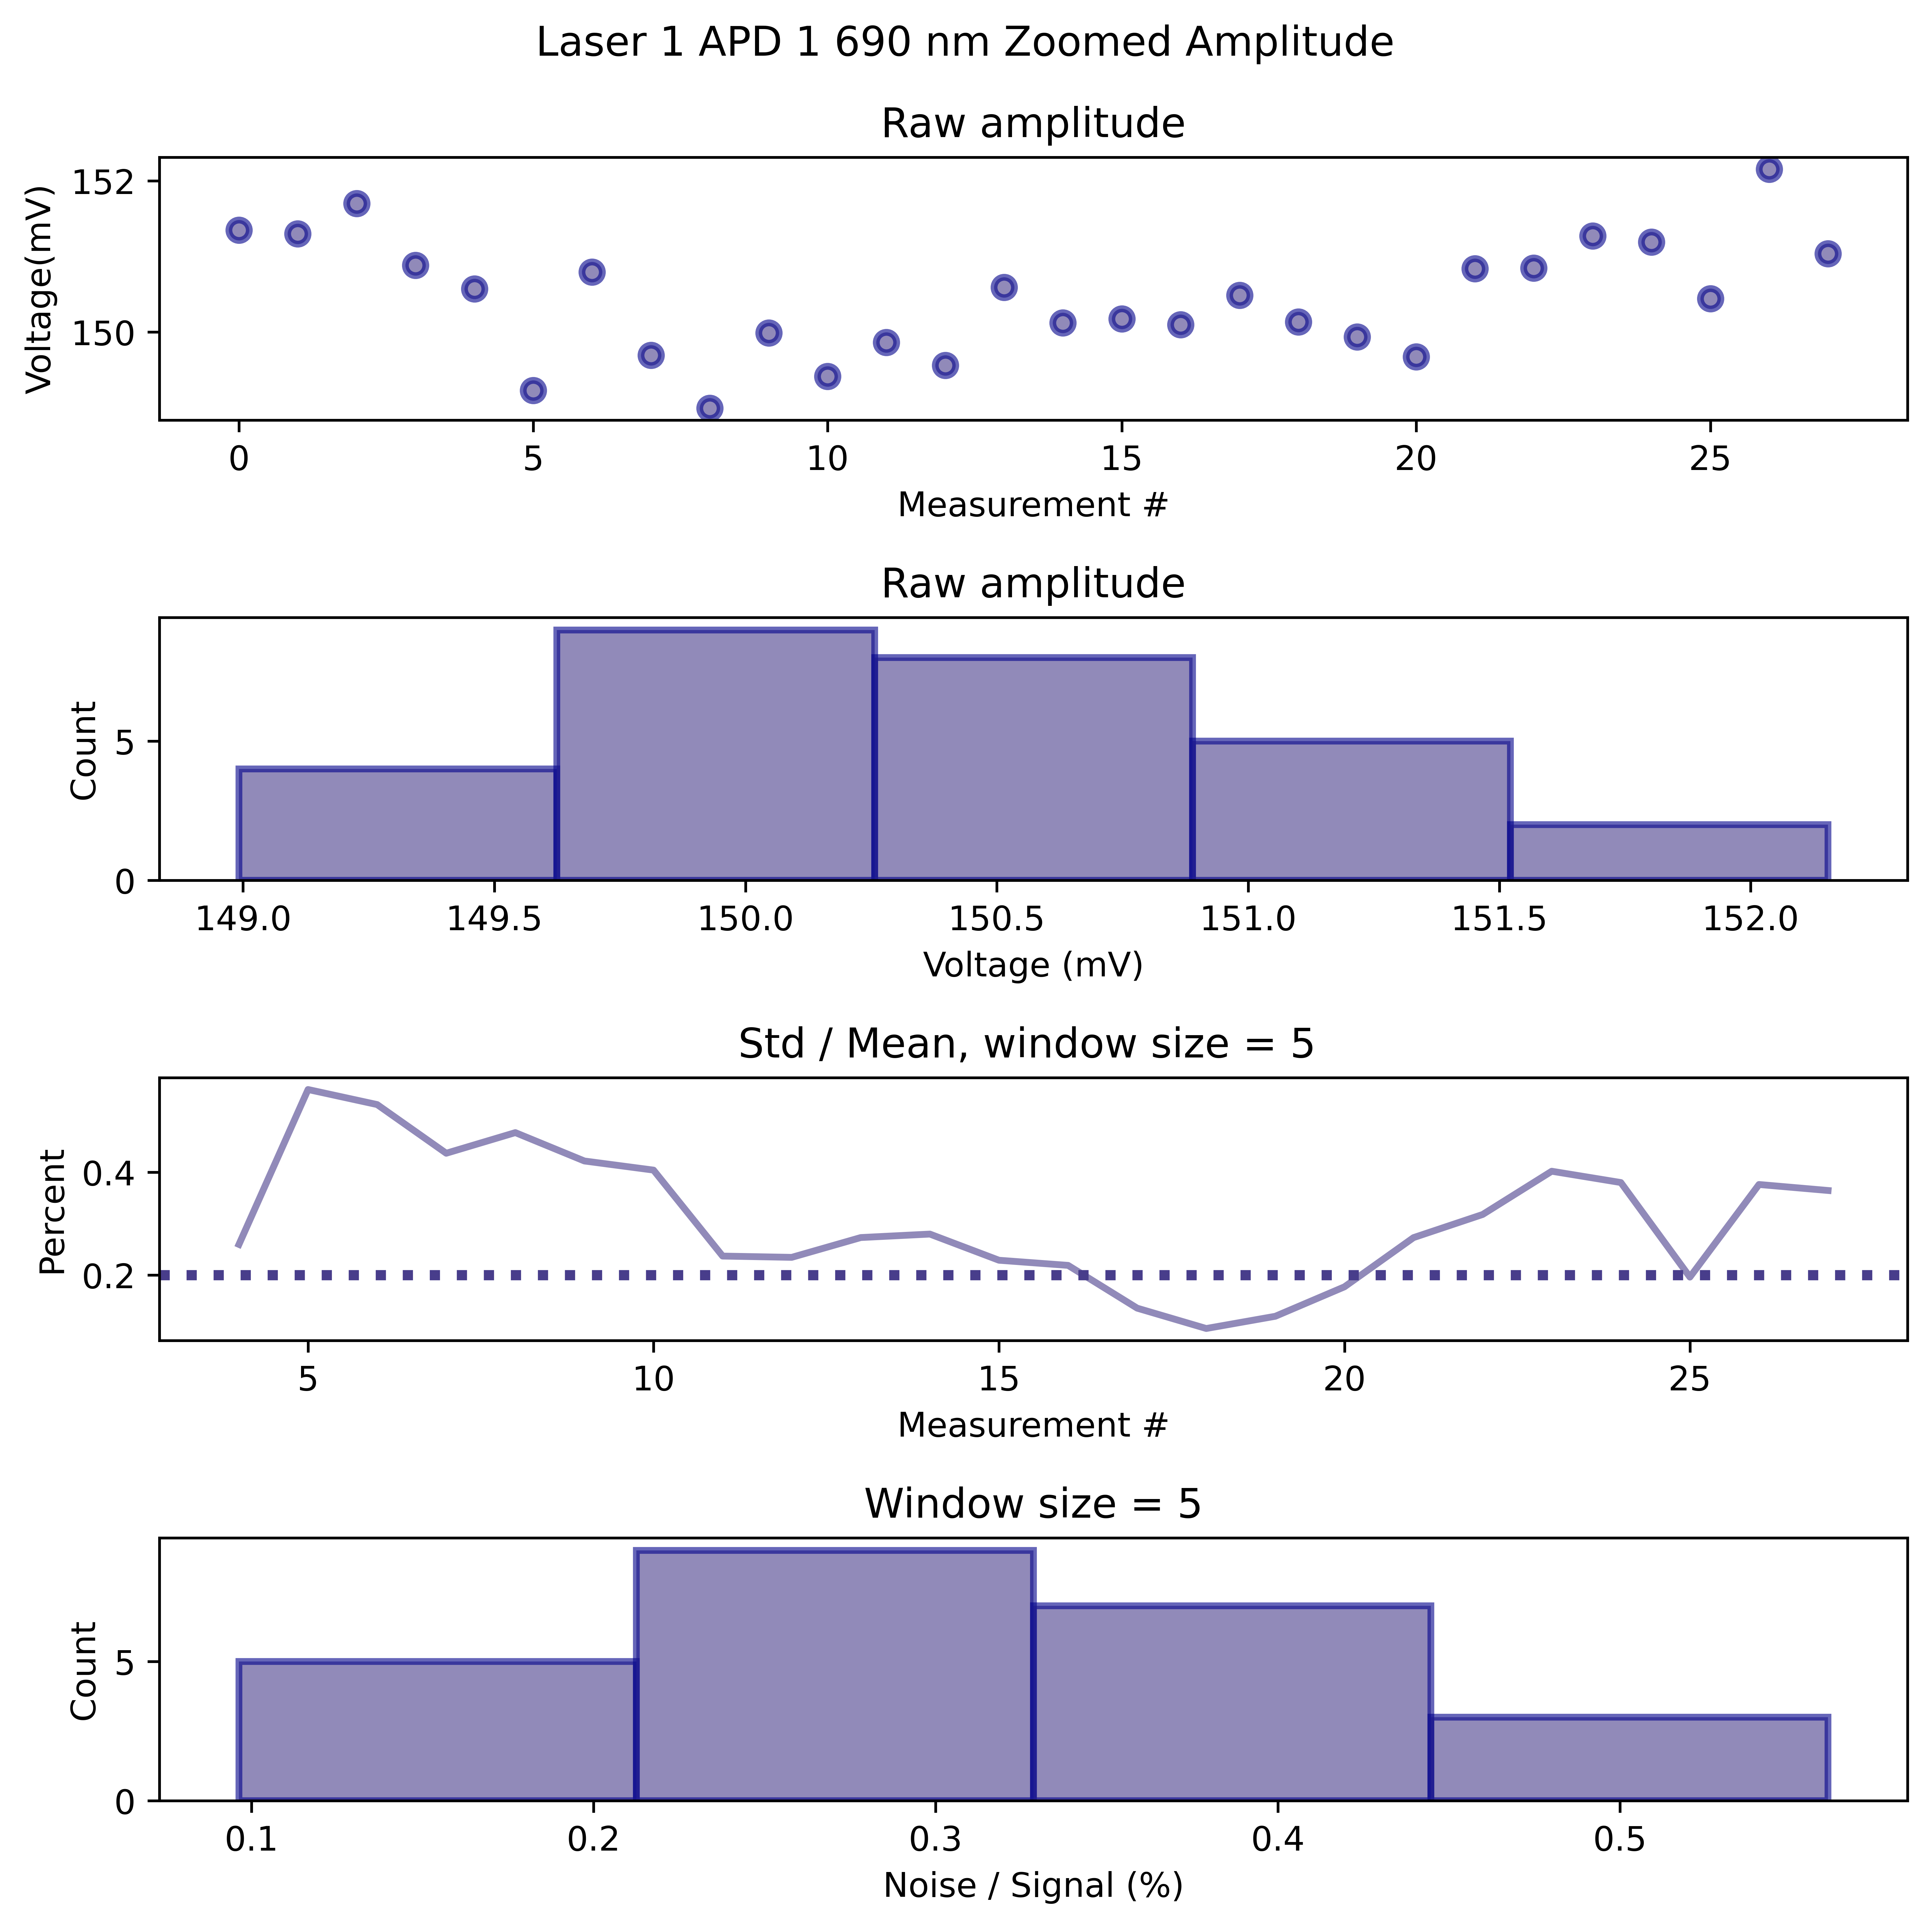 Laser 1 APD 1 690 nm Zoomed Amplitude
Raw amplitude
Voltage(mV)
152
150
0 5 10 15 20 25
Measurement #
Raw amplitude
Count
5
0
149.0 149.5 150.0 150.5 151.0 151.5 152.0
Voltage (mV)
Std / Mean, window size = 5
Percent
0.4
0.2
5 10 15 20 25
Measurement #
Window size = 5
Count
5
0
0.1 0.2 0.3 0.4 0.5
Noise / Signal (%)